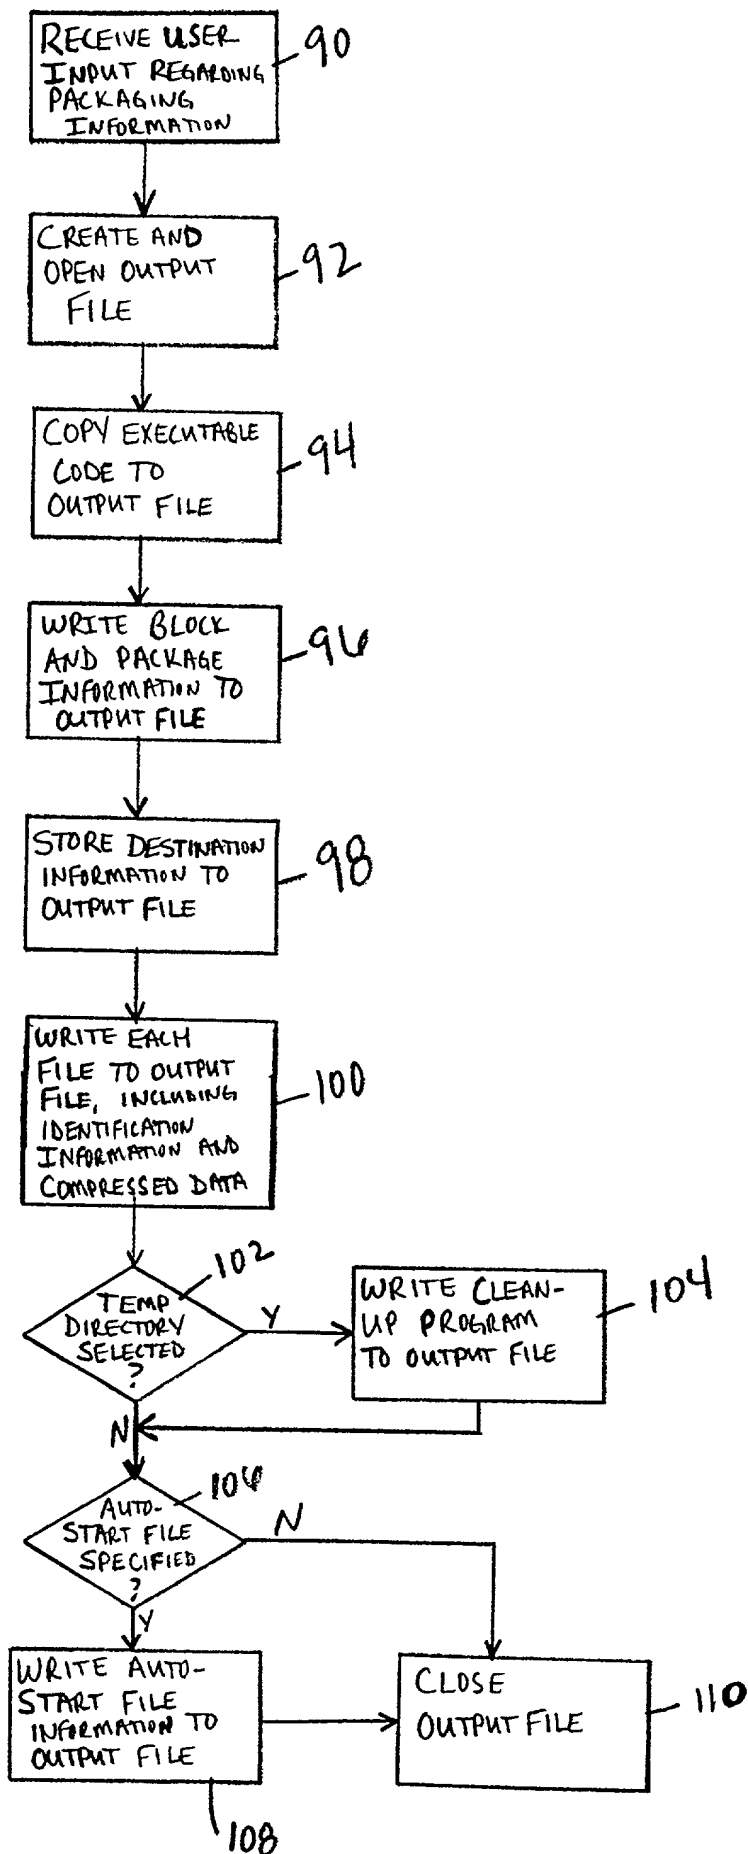 RECEIVE USER
INPUT REGARDING
PACKAGING
INFORMATION
90
CREATE AND
OPEN OUTPUT
FILE
92
COPY EXECUTABLE
CODE TO
OUTPUT FILE
94
WRITE BLOCK
AND PACKAGE
INFORMATION TO
OUTPUT FILE
96
STORE DESTINATION
INFORMATION TO
OUTPUT FILE
98
WRITE EACH
FILE TO OUTPUT
FILE, INCLUDING
IDENTIFICATION
INFORMATION AND
COMPRESSED DATA
100
102
TEMP
DIRECTORY
SELECTED
?
Y
WRITE CLEAN-
UP PROGRAM
TO OUTPUT FILE
104
N
106
AUTO-
START FILE
SPECIFIED
?
N
Y
WRITE AUTO-
START FILE
INFORMATION TO
OUTPUT FILE
108
CLOSE
OUTPUT FILE
110